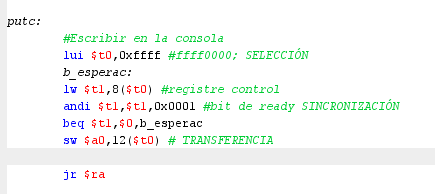 putc:
#Escribir en la consola
lui $t0,0xffff #ffff0000; SELECCIÓN
b_esperac:
lw $t1,8($t0) #registre control
andi $t1,$t1,0x0001 #bit de ready SINCRONIZACIÓN
beq $t1,$0,b_esperac
sw $a0,12($t0) # TRANSFERENCIA
jr $ra